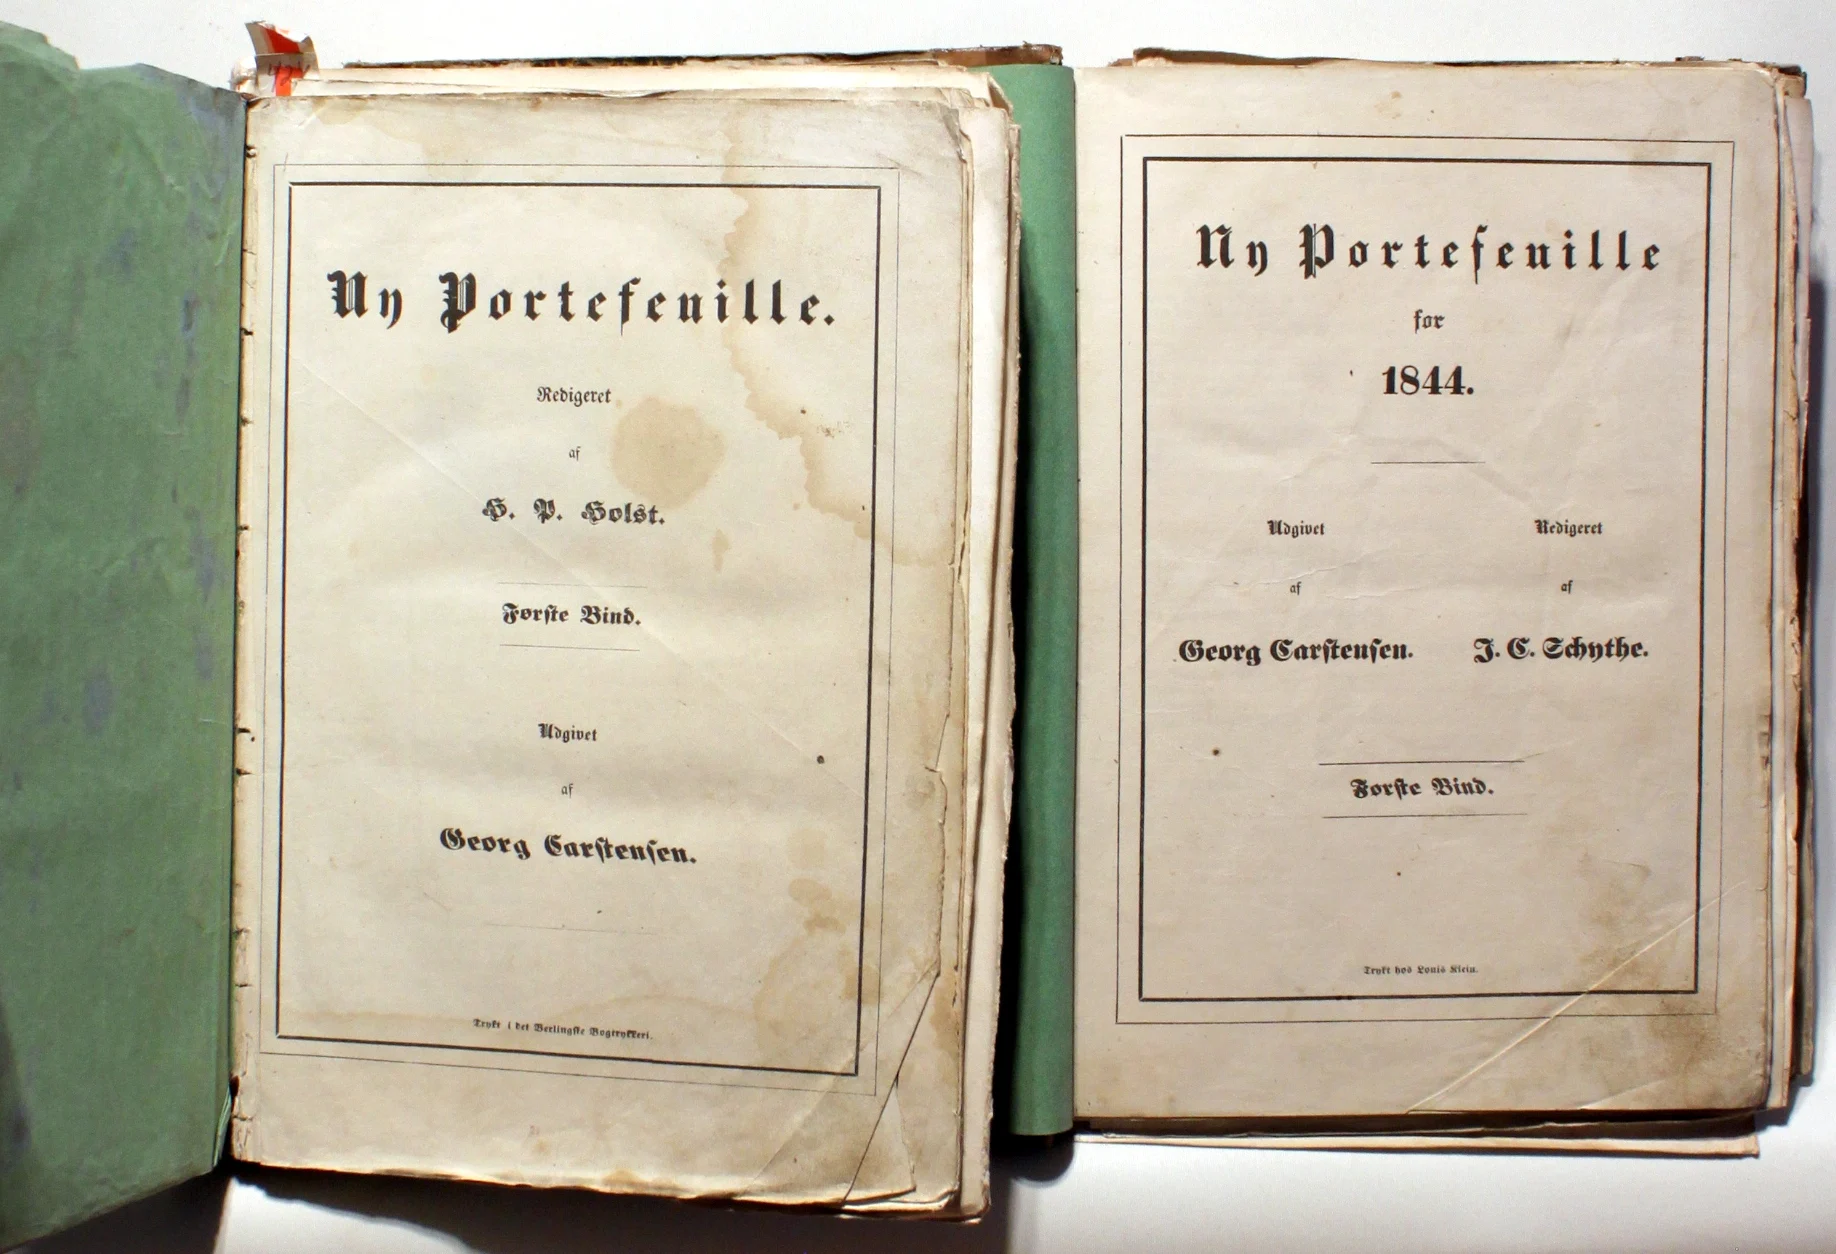 Ny Portefeuille.
Redigeret
af
H. P. Holst.
Første Bind.
Udgivet
af
Georg Carstensen.
Trykt i det Berlingske Bogtrykkeri.
Ny Portefeuille
for
1844.
Udgivet
af
Georg Carstensen.
Redigeret
af
J. C. Schythe.
Første Bind.
Trykt hos Louis Klein.